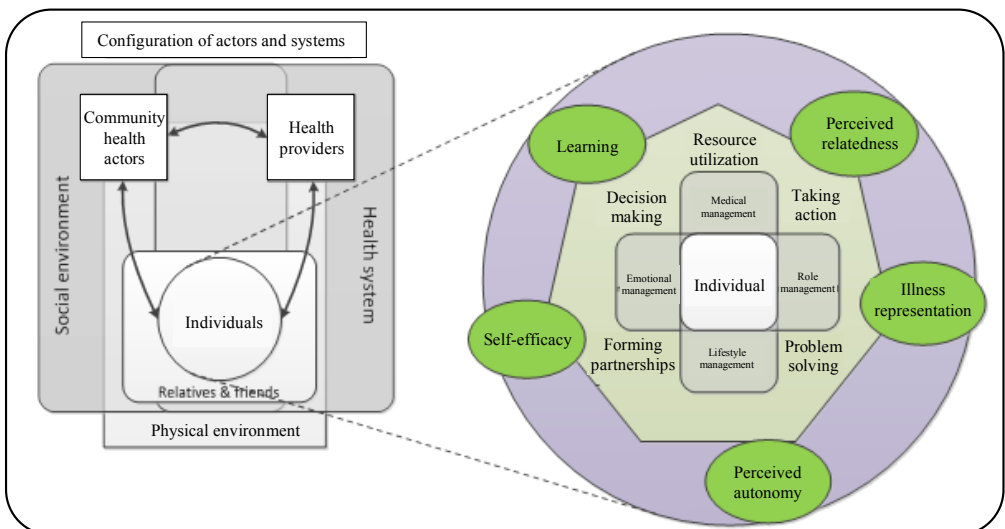 Configuration of actors and systems
Community
health
actors
Health
providers
Social environment
Health system
Individuals
Relatives & friends
Physical environment
Learning
Perceived
relatedness
Resource
utilization
Decision
making
Medical
management
Taking
action
Emotional
management
Individual
Role
management
Illness
representation
Self-efficacy
Forming
partnerships
Lifestyle
management
Problem
solving
Perceived
autonomy